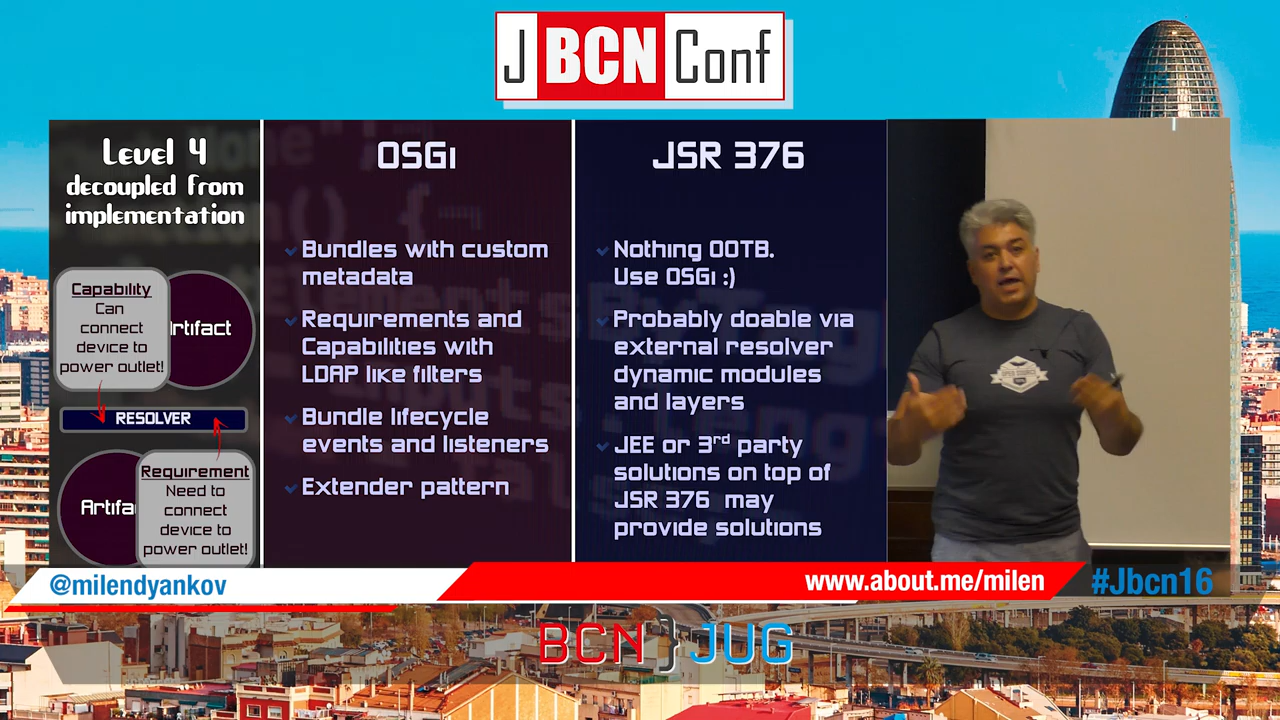 J BCN Conf
Level 4
decoupled from
implementation
Capability
Can
connect
device to
power outlet!
Artifact
RESOLVER
Requirement
Need to
connect
device to
power outlet!
OSGi
Bundles with custom
metadata
Requirements and
Capabilities with
LDAP like filters
Bundle lifecycle
events and listeners
Extender pattern
JSR 376
Nothing OOTB.
Use OSGi :)
Probably doable via
external resolver
dynamic modules
and layers
JEE or 3rd party
solutions on top of
JSR 376 may
provide solutions
@milendyankov
www.about.me/milen
#Jbcn16
BCN}JUG